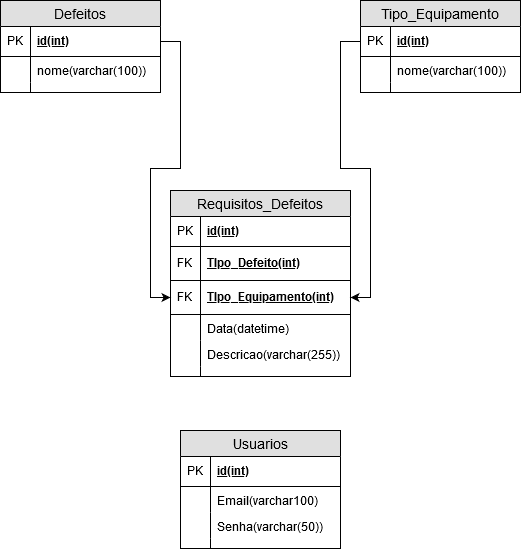 Defeitos
PK id(int)
nome(varchar(100))
Tipo_Equipamento
PK id(int)
nome(varchar(100))
Requisitos_Defeitos
PK id(int)
FK TIpo_Defeito(int)
FK TIpo_Equipamento(int)
Data(datetime)
Descricao(varchar(255))
Usuarios
PK id(int)
Email(varchar100)
Senha(varchar(50))